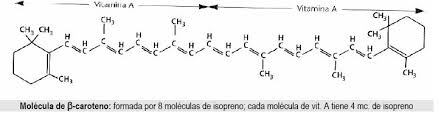 Vitamina A Vitamina A
CH₃ CH₃ CH₃
CH₃ CH₃ H H H H H H H H CH₃
C C C C C C C C C C C C C C C C C C
CH₃ H H H H H H CH₃ CH₃ CH₃
Molécula de β-caroteno: formada por 8 moléculas de isopreno; cada molécula de vit. A tiene 4 mc. de isopreno